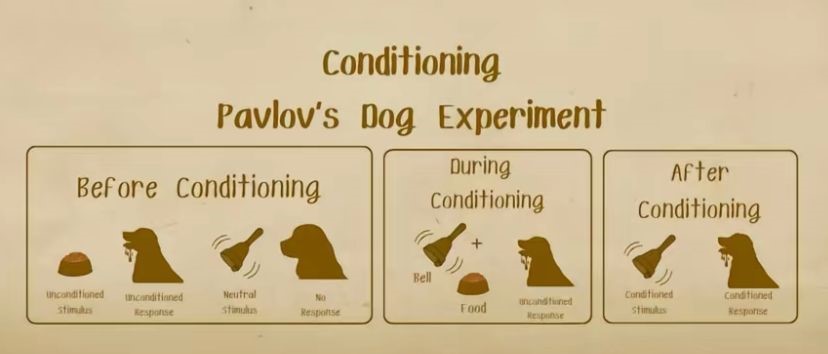 Conditioning
Pavlov's Dog Experiment
Before Conditioning
Unconditioned
Stimulus
Unconditioned
Response
Neutral
Stimulus
No
Response
During
Conditioning
+
Bell
Food
Unconditioned
Response
After
Conditioning
Conditioned
Stimulus
Conditioned
Response